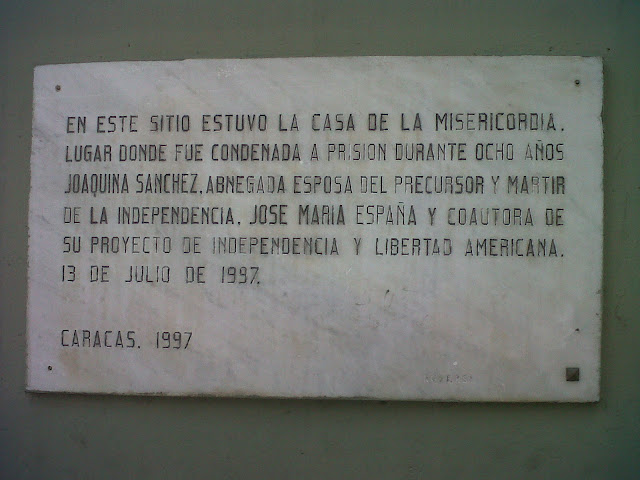 EN ESTE SITIO ESTUVO LA CASA DE LA MISERICORDIA.
LUGAR DONDE FUE CONDENADA A PRISION DURANTE OCHO AÑOS
JOAQUINA SANCHEZ, ABNEGADA ESPOSA DEL PRECURSOR Y MARTIR
DE LA INDEPENDENCIA, JOSE MARIA ESPAÑA Y COAUTORA DE
SU PROYECTO DE INDEPENDENCIA Y LIBERTAD AMERICANA.
13 DE JULIO DE 1997.
CARACAS, 1997